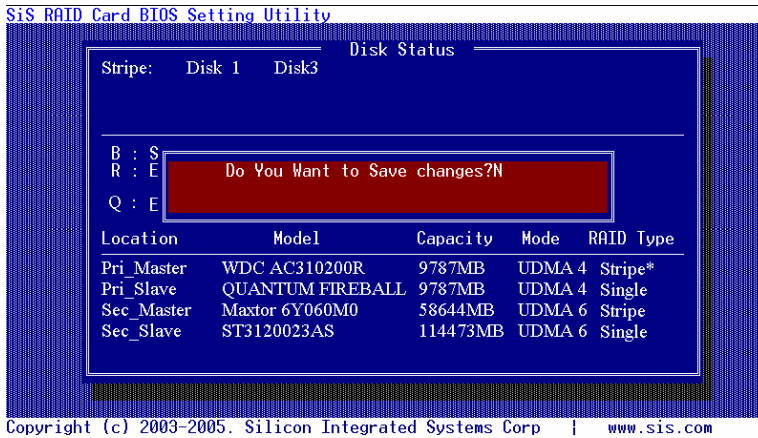 SiS RAID Card BIOS Setting Utility
Disk Status
Stripe: Disk 1 Disk3
B : S
R : E
Do You Want to Save changes?N
Q : E
Location Model Capacity Mode RAID Type
Pri_Master WDC AC310200R 9787MB UDMA 4 Stripe*
Pri_Slave QUANTUM FIREBALL 9787MB UDMA 4 Single
Sec_Master Maxtor 6Y060M0 58644MB UDMA 6 Stripe
Sec_Slave ST3120023AS 114473MB UDMA 6 Single
Copyright (c) 2003-2005. Silicon Integrated Systems Corp | www.sis.com